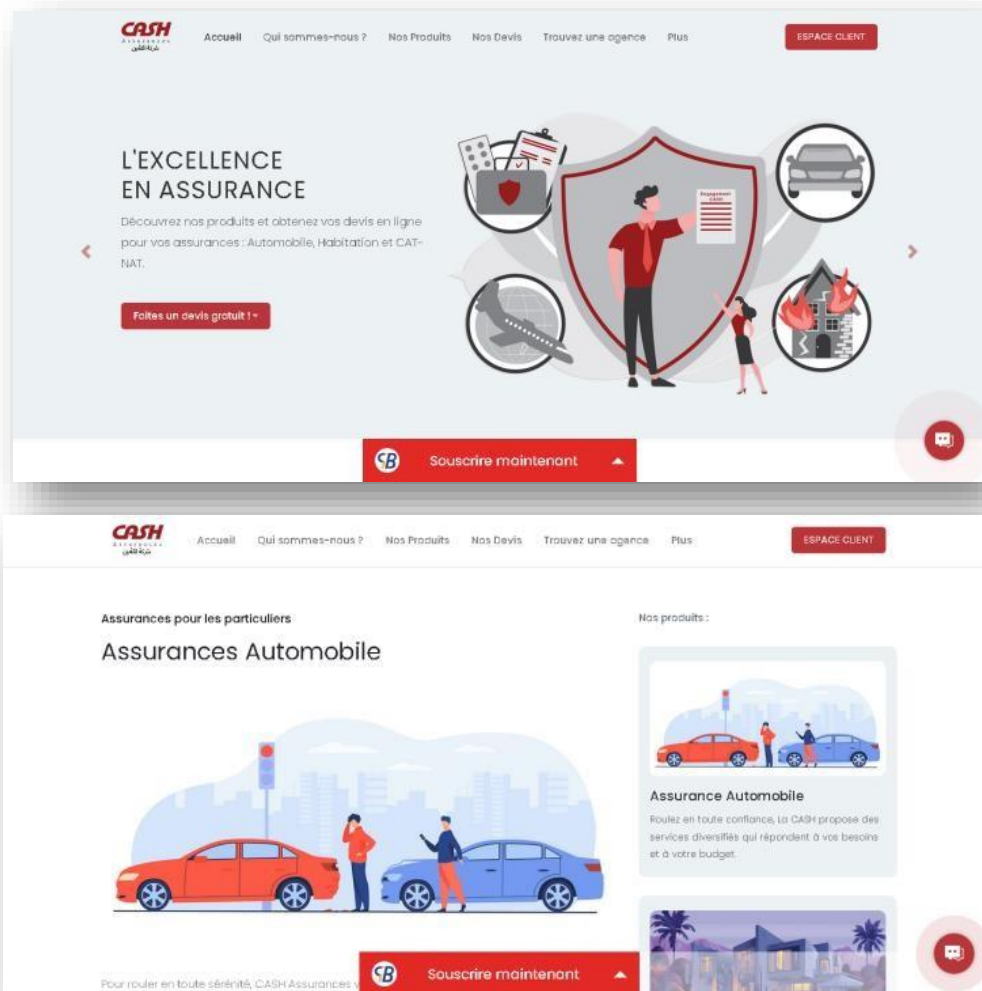 CASH
ASSURANCES
Accueil Qui sommes-nous ? Nos Produits Nos Devis Trouvez une agence Plus
ESPACE CLIENT
L'EXCELLENCE
EN ASSURANCE
Découvrez nos produits et obtenez vos devis en ligne
pour vos assurances : Automobile, Habitation et CAT-
NAT.
Faites un devis gratuit !
Engagement
CASH
Souscrire maintenant
CASH
ASSURANCES
Accueil Qui sommes-nous ? Nos Produits Nos Devis Trouvez une agence Plus
ESPACE CLIENT
Assurances pour les particuliers
Assurances Automobile
Nos produits :
Assurance Automobile
Roulez en toute confiance, La CASH propose des
services diversifiés qui répondent à vos besoins
et à votre budget.
Pour rouler en toute sérénité, CASH Assurances v
Souscrire maintenant